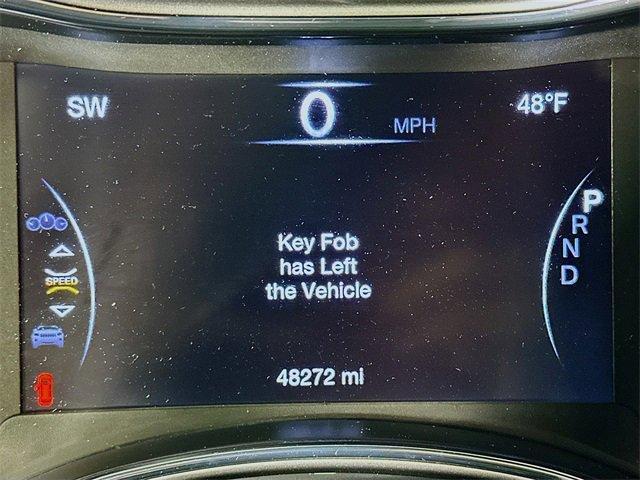 SW
0
MPH
48°F
P
R
N
D
SPEED
Key Fob
has Left
the Vehicle
48272 mi